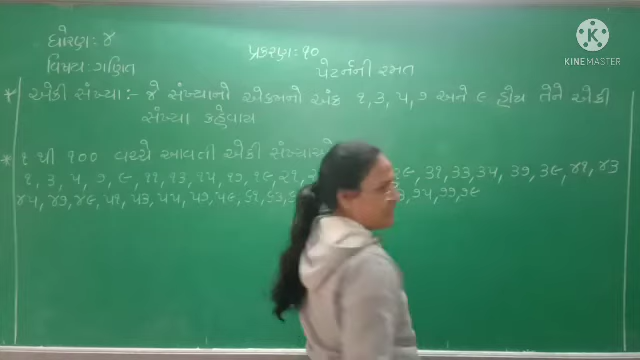 ધોરણ: ૪
પ્રકરણ: ૧૦
વિષય: ગણિત
પેટર્નની રમત
* એકી સંખ્યા :- જે સંખ્યાનો એકમનો અંક ૧, ૩, ૫, ૭ અને ૯ હોય તેને એકી
સંખ્યા કહેવાય
* ૧ થી ૧૦૦ વચ્ચે આવતી એકી સંખ્યાઓ
૧, ૩, ૫, ૭, ૯, ૧૧, ૧૩, ૧૫, ૧૭, ૧૯, ૨૧, ૨૯, ૩૧, ૩૩, ૩૫, ૩૭, ૩૯, ૪૧, ૪૩
૪૫, ૪૭, ૪૯, ૫૧, ૫૩, ૫૫, ૫૭, ૫૯, ૬૧, ૬૩, ૭૫, ૭૭, ૭૯
KINEMASTER